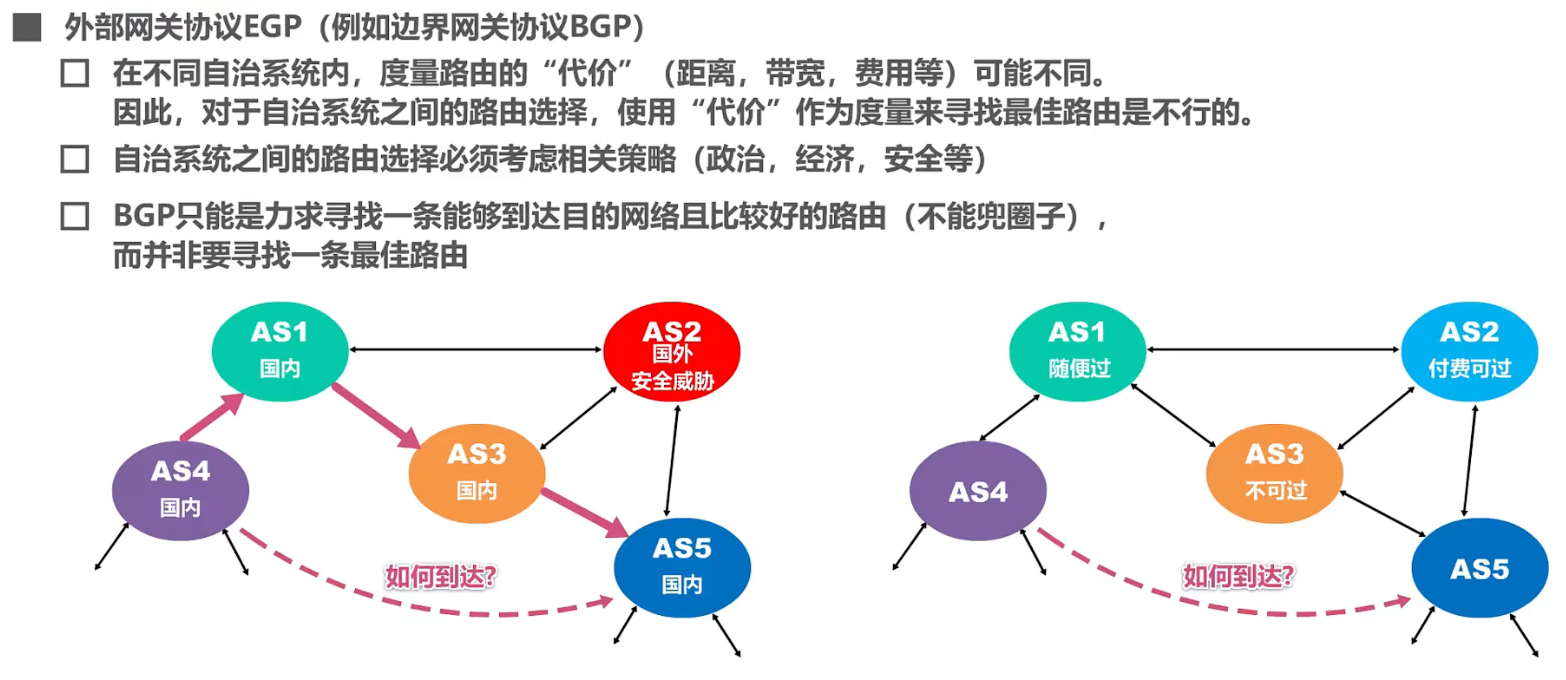 外部网关协议EGP（例如边界网关协议BGP）
在不同自治系统内，度量路由的“代价”（距离，带宽，费用等）可能不同。
因此，对于自治系统之间的路由选择，使用“代价”作为度量来寻找最佳路由是不行的。
自治系统之间的路由选择必须考虑相关策略（政治，经济，安全等）
BGP只能是力求寻找一条能够到达目的网络且比较好的路由（不能兜圈子），
而并非要寻找一条最佳路由
AS1
国内
AS2
国外
安全威胁
AS3
国内
AS4
国内
AS5
国内
如何到达?
AS1
随便过
AS2
付费可过
AS3
不可过
AS4
AS5
如何到达?